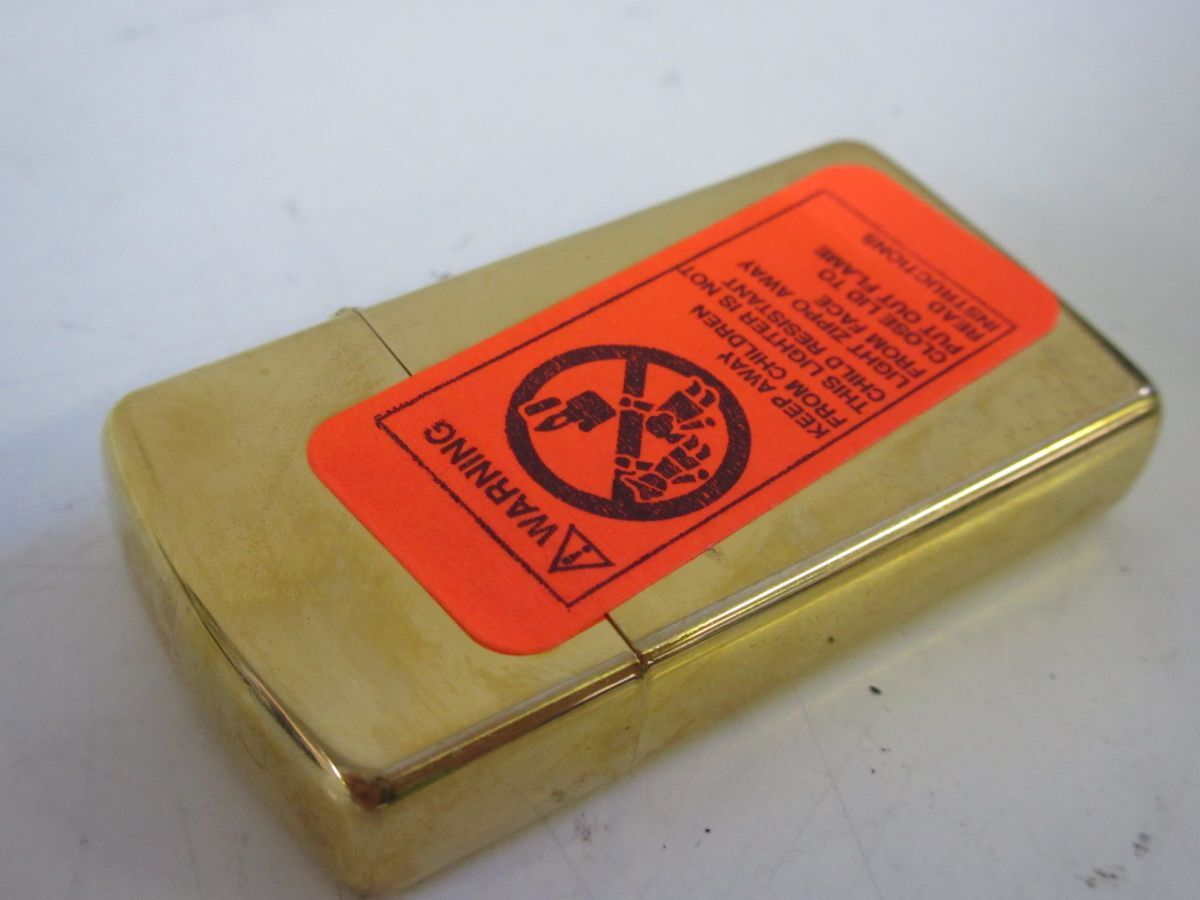 ⚠ WARNING
KEEP AWAY
FROM CHILDREN
THIS LIGHTER IS NOT
CHILD RESISTANT
LIGHT ZIPPO AWAY
FROM FACE
CLOSE LID TO
PUT OUT FLAME
READ
INSTRUCTIONS